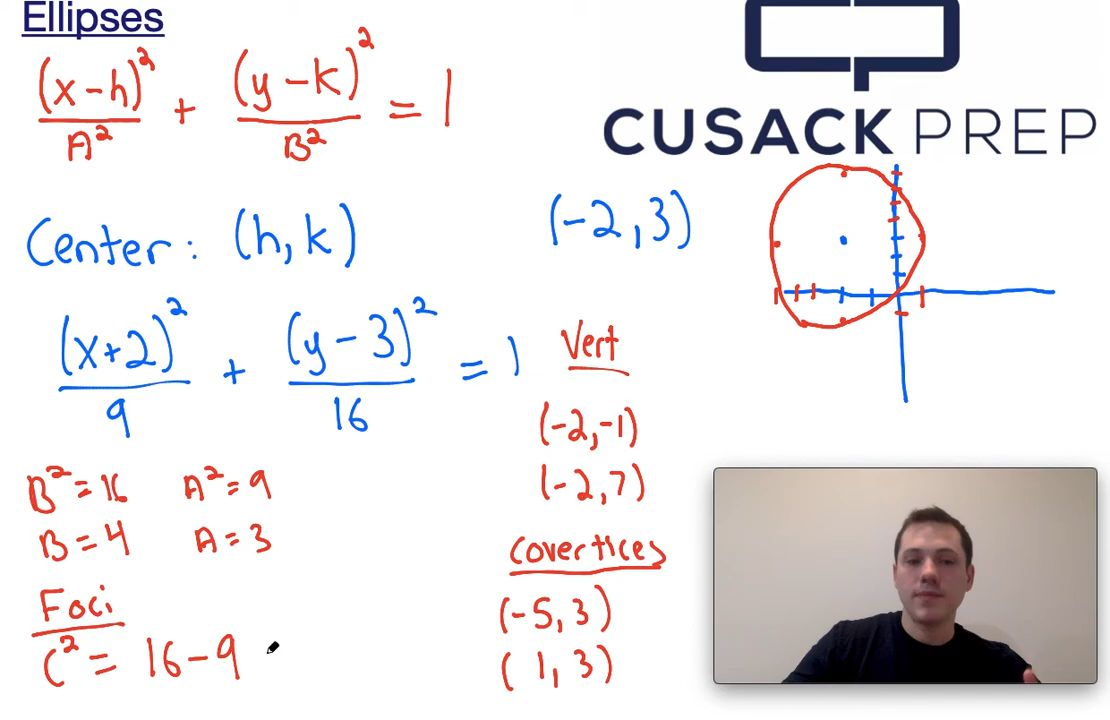 Ellipses
(x-h)²/A² + (y-k)²/B² = 1
CUSACK PREP
Center: (h,k)
(-2,3)
(x+2)²/9 + (y-3)²/16 = 1
Vert
(-2,-1)
(-2,7)
B²=16 A²=9
B=4 A=3
covertices
(-5,3)
(1,3)
Foci
C²= 16-9